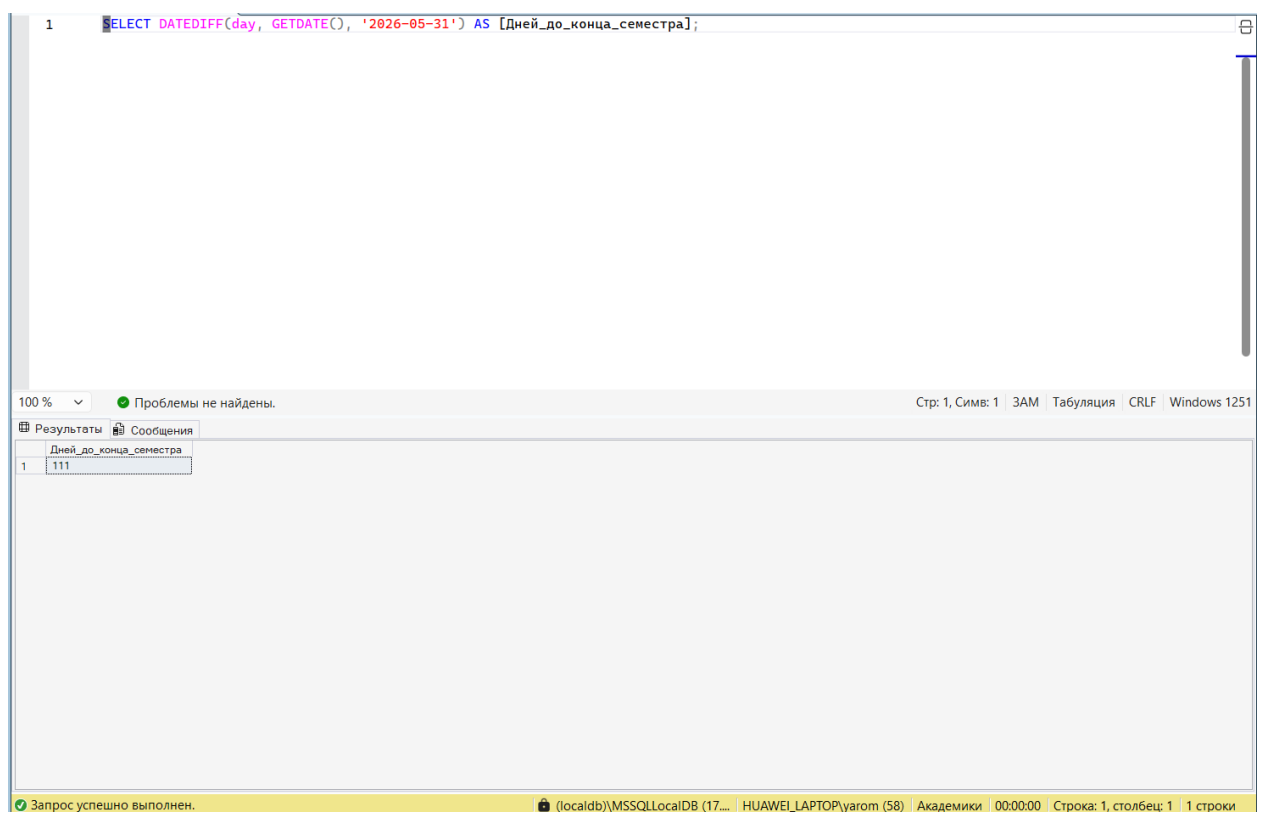 1 SELECT DATEDIFF(day, GETDATE(), '2026-05-31') AS [Дней_до_конца_семестра];
100 % Проблемы не найдены. Стр: 1, Симв: 1 ЗАМ Табуляция CRLF Windows 1251
Результаты Сообщения
Дней_до_конца_семестра
1 111
Запрос успешно выполнен. (localdb)\MSSQLLocalDB (17.... HUAWEI_LAPTOP\yarom (58) Академики 00:00:00 Строка: 1, столбец: 1 1 строки